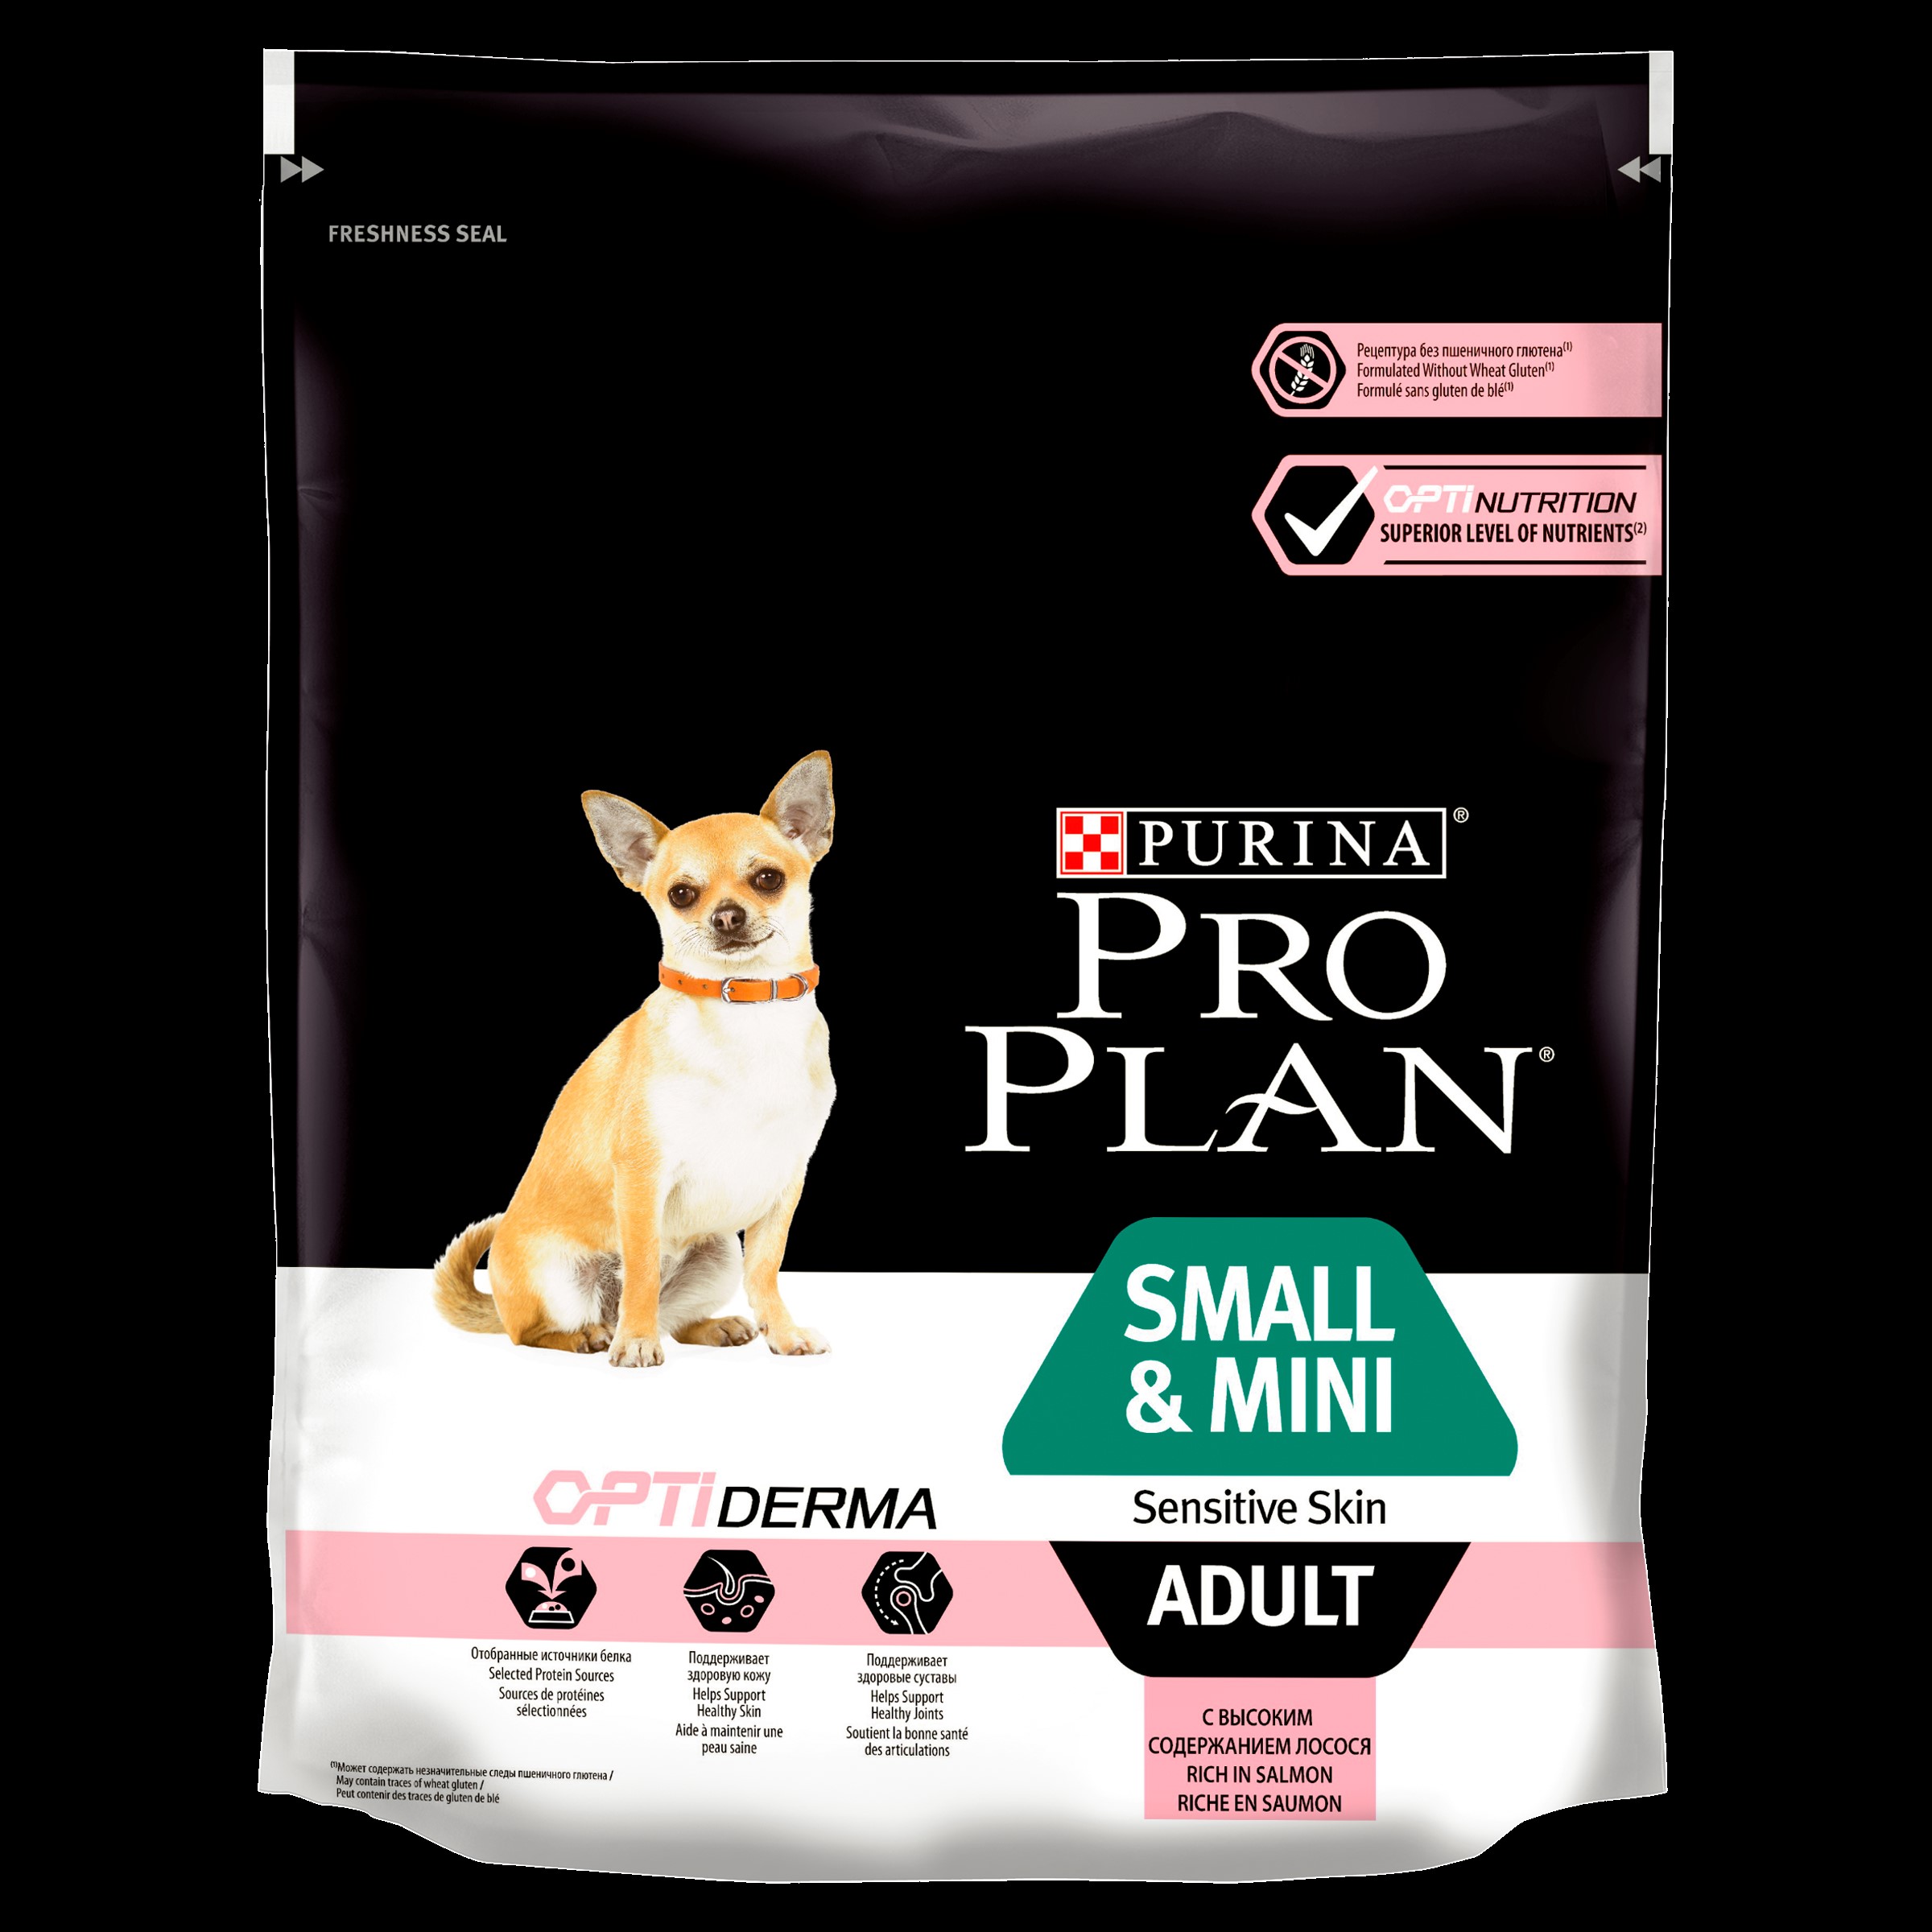 FRESHNESS SEAL
Рецептура без пшеничного глютена(1)
Formulated Without Wheat Gluten(1)
Formulé sans gluten de blé(1)
OPTINUTRITION
SUPERIOR LEVEL OF NUTRIENTS(2)
PURINA®
PRO
PLAN®
SMALL
& MINI
Sensitive Skin
ADULT
С ВЫСОКИМ
СОДЕРЖАНИЕМ ЛОСОСЯ
RICH IN SALMON
RICHE EN SAUMON
OPTIDERMA
Отобранные источники белка
Selected Protein Sources
Sources de protéines
sélectionnées
Поддерживает
здоровую кожу
Helps Support
Healthy Skin
Aide à maintenir une
peau saine
Поддерживает
здоровые суставы
Helps Support
Healthy Joints
Soutient la bonne santé
des articulations
(1)Может содержать незначительные следы пшеничного глютена /
May contain traces of wheat gluten /
Peut contenir des traces de gluten de blé